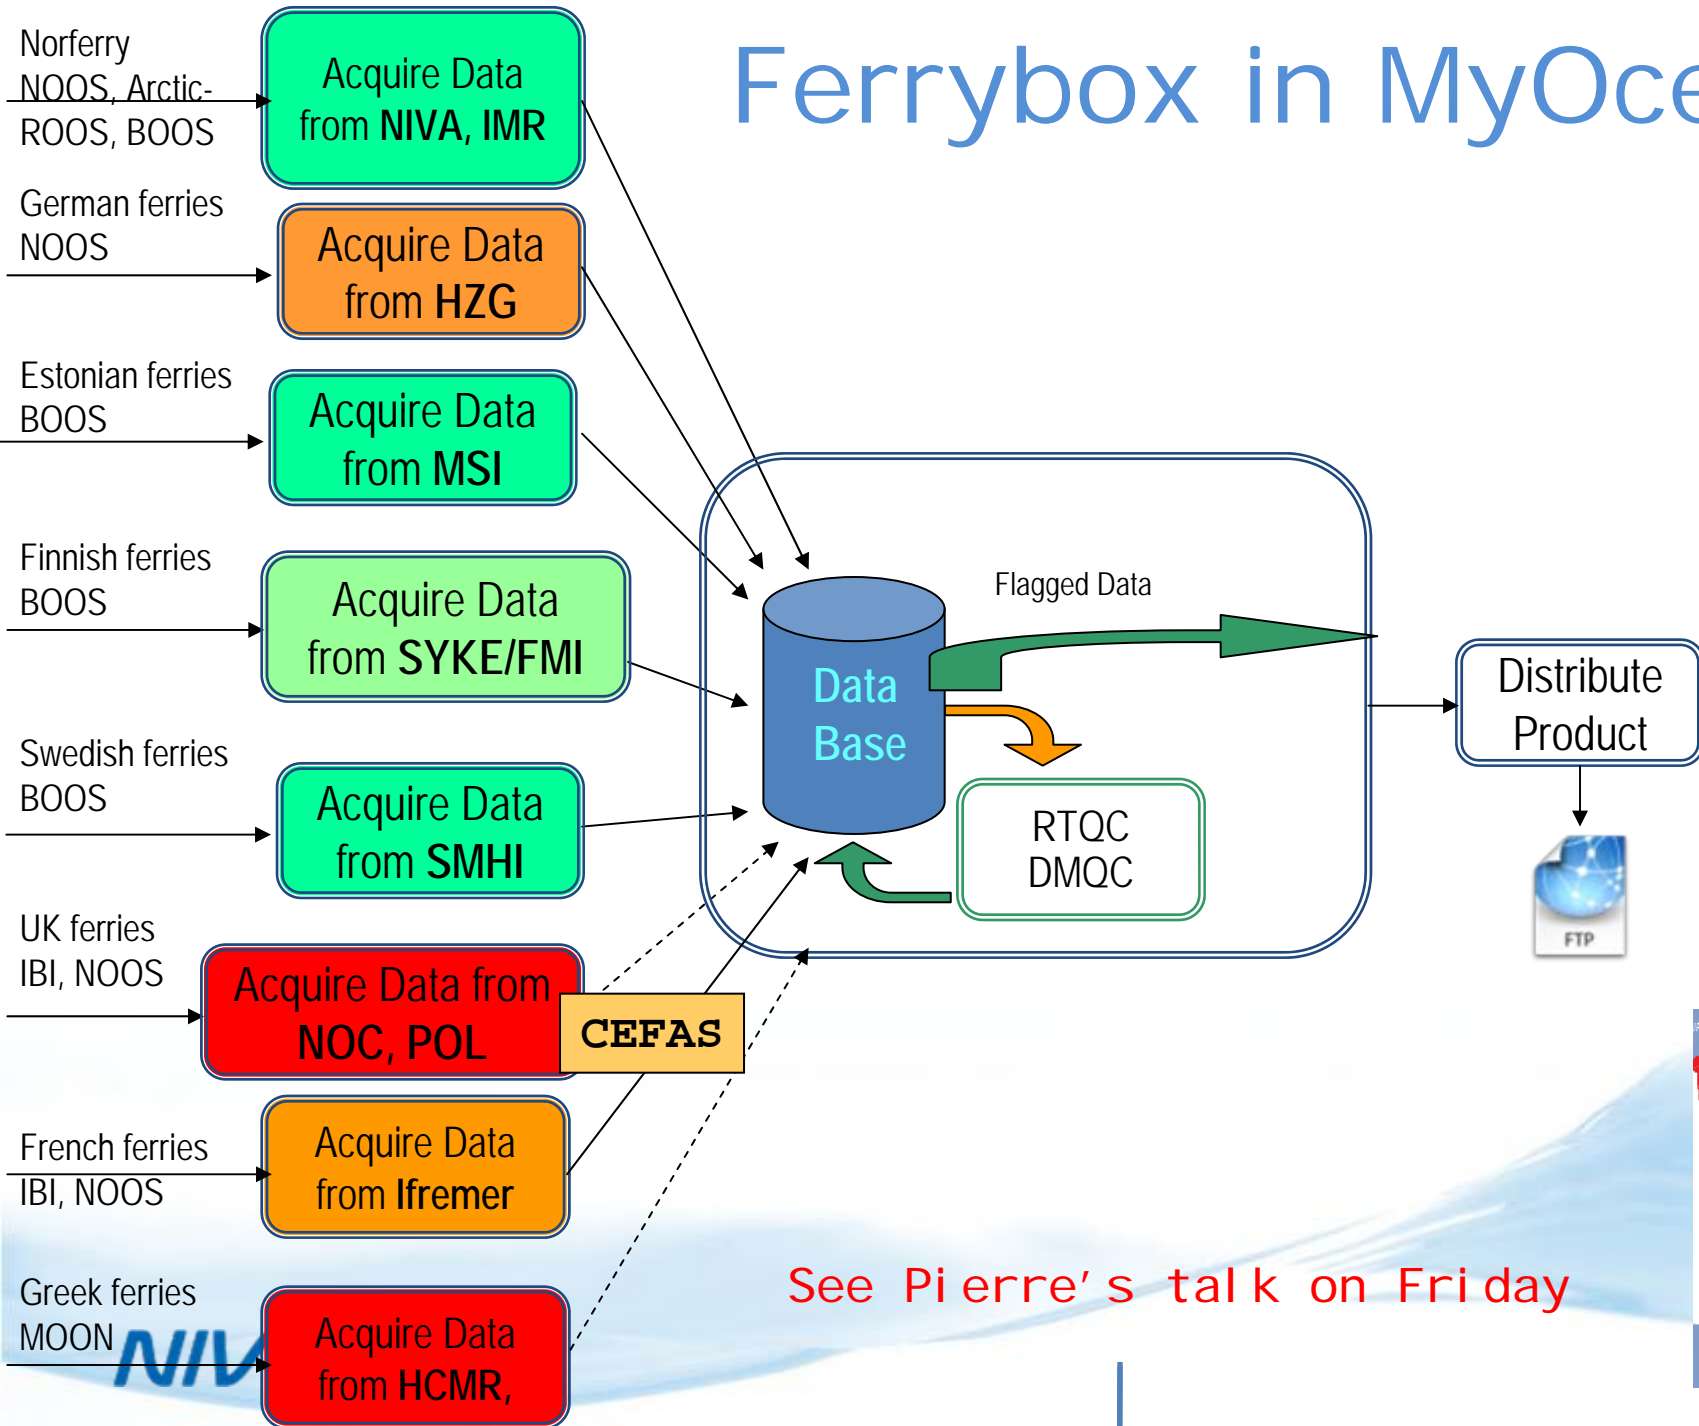 Ferrybox in MyOce
Norferry
NOOS, Arctic-
ROOS, BOOS
Acquire Data
from NIVA, IMR
German ferries
NOOS
Acquire Data
from HZG
Estonian ferries
BOOS
Acquire Data
from MSI
Finnish ferries
BOOS
Acquire Data
from SYKE/FMI
Swedish ferries
BOOS
Acquire Data
from SMHI
UK ferries
IBI, NOOS
Acquire Data from
NOC, POL
CEFAS
French ferries
IBI, NOOS
Acquire Data
from Ifremer
Greek ferries
MOON
Acquire Data
from HCMR,
Data
Base
Flagged Data
RTQC
DMQC
Distribute
Product
FTP
See Pierre's talk on Friday
NIV